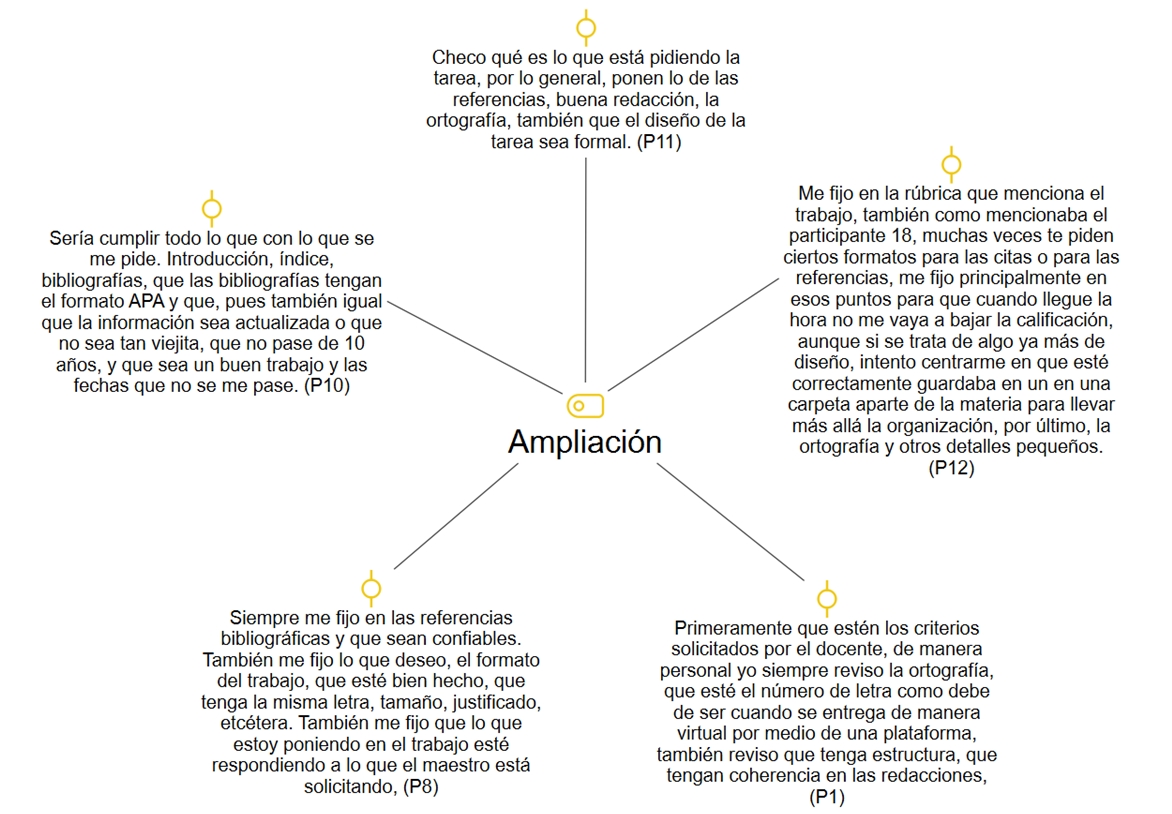 Checo qué es lo que está pidiendo la
tarea, por lo general, ponen lo de las
referencias, buena redacción, la
ortografía, también que el diseño de la
tarea sea formal. (P11)
Sería cumplir todo lo que con lo que se
me pide. Introducción, índice,
bibliografías, que las bibliografías tengan
el formato APA y que, pues también igual
que la información sea actualizada o que
no sea tan viejita, que no pase de 10
años, y que sea un buen trabajo y las
fechas que no se me pase. (P10)
Me fijo en la rúbrica que menciona el
trabajo, también como mencionaba el
participante 18, muchas veces te piden
ciertos formatos para las citas o para las
referencias, me fijo principalmente en
esos puntos para que cuando llegue la
hora no me vaya a bajar la calificación,
aunque si se trata de algo ya más de
diseño, intento centrarme en que esté
correctamente guardaba en un en una
carpeta aparte de la materia para llevar
más allá la organización, por último, la
ortografía y otros detalles pequeños.
(P12)
Ampliación
Siempre me fijo en las referencias
bibliográficas y que sean confiables.
También me fijo lo que deseo, el formato
del trabajo, que esté bien hecho, que
tenga la misma letra, tamaño, justificado,
etcétera. También me fijo que lo que
estoy poniendo en el trabajo esté
respondiendo a lo que el maestro está
solicitando, (P8)
Primeramente que estén los criterios
solicitados por el docente, de manera
personal yo siempre reviso la ortografía,
que esté el número de letra como debe
de ser cuando se entrega de manera
virtual por medio de una plataforma,
también reviso que tenga estructura, que
tengan coherencia en las redacciones,
(P1)